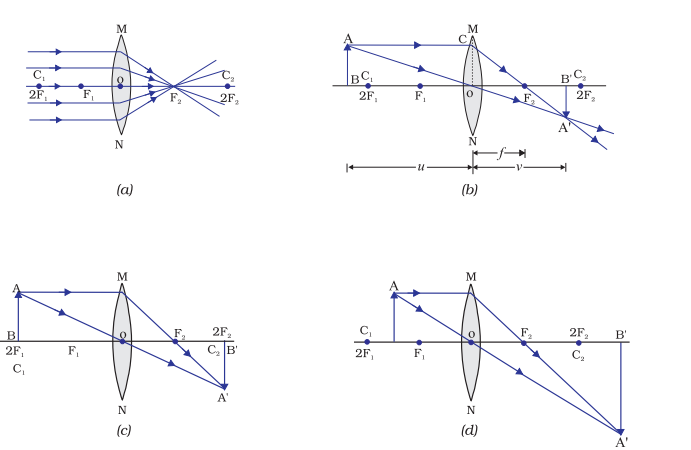 M
C₁ O C₂
2F₁ F₁ F₂ 2F₂
N
(a)
M
A C
B C₁ B' C₂
2F₁ F₁ O F₂ 2F₂
A'
N
f
u v
(b)
M
A
B O F₂ 2F₂
2F₁ F₁ C₂ B'
C₁
A'
N
(c)
M
A
C₁ O F₂ 2F₂ B'
2F₁ F₁ C₂
N
A'
(d)